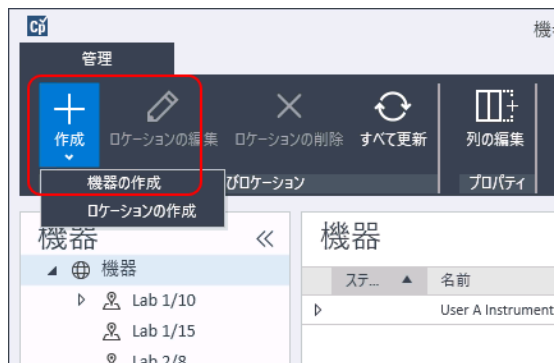 Cp
機器
管理
作成 ロケーションの編集 ロケーションの削除 すべて更新 列の編集
機器の作成 びロケーション プロパティ
ロケーションの作成
機器 機器
機器 ステ... 名前
Lab 1/10 User A Instrument
Lab 1/15
Lab 2/8